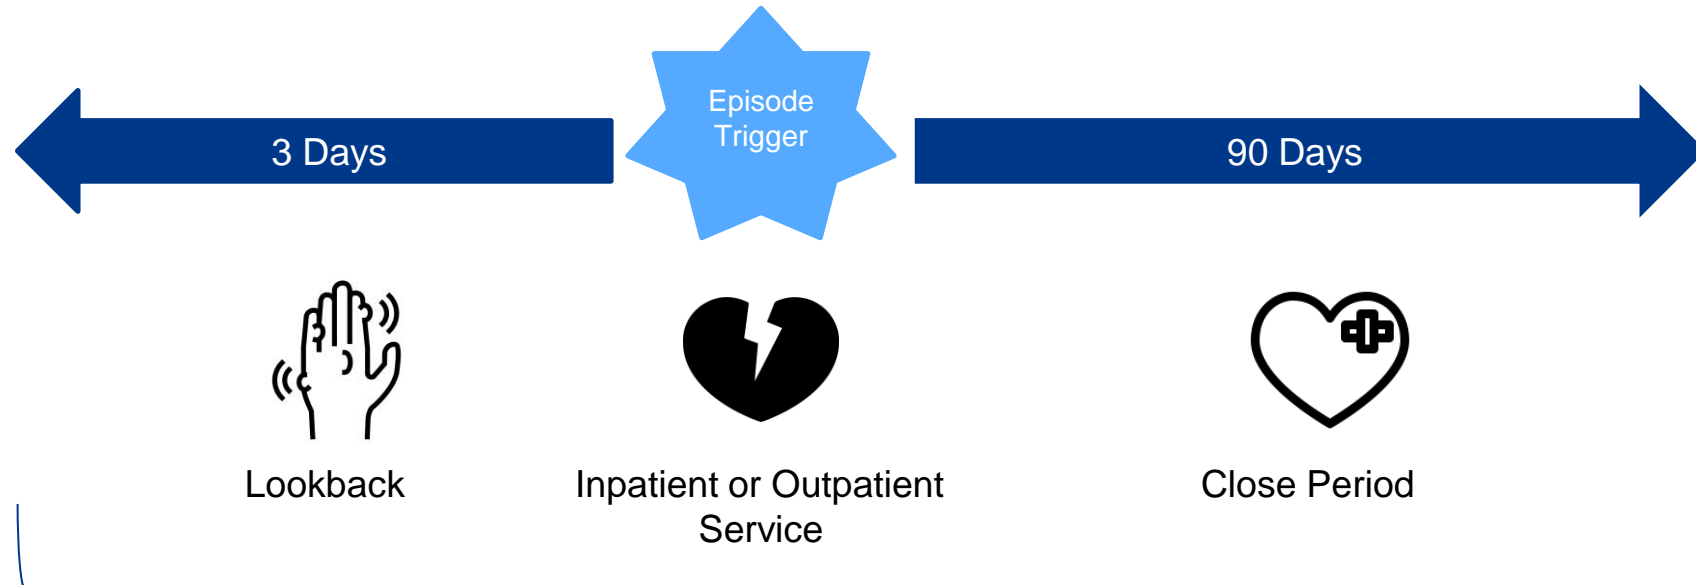 Episode
Trigger
3 Days
90 Days
Lookback
Inpatient or Outpatient
Service
Close Period